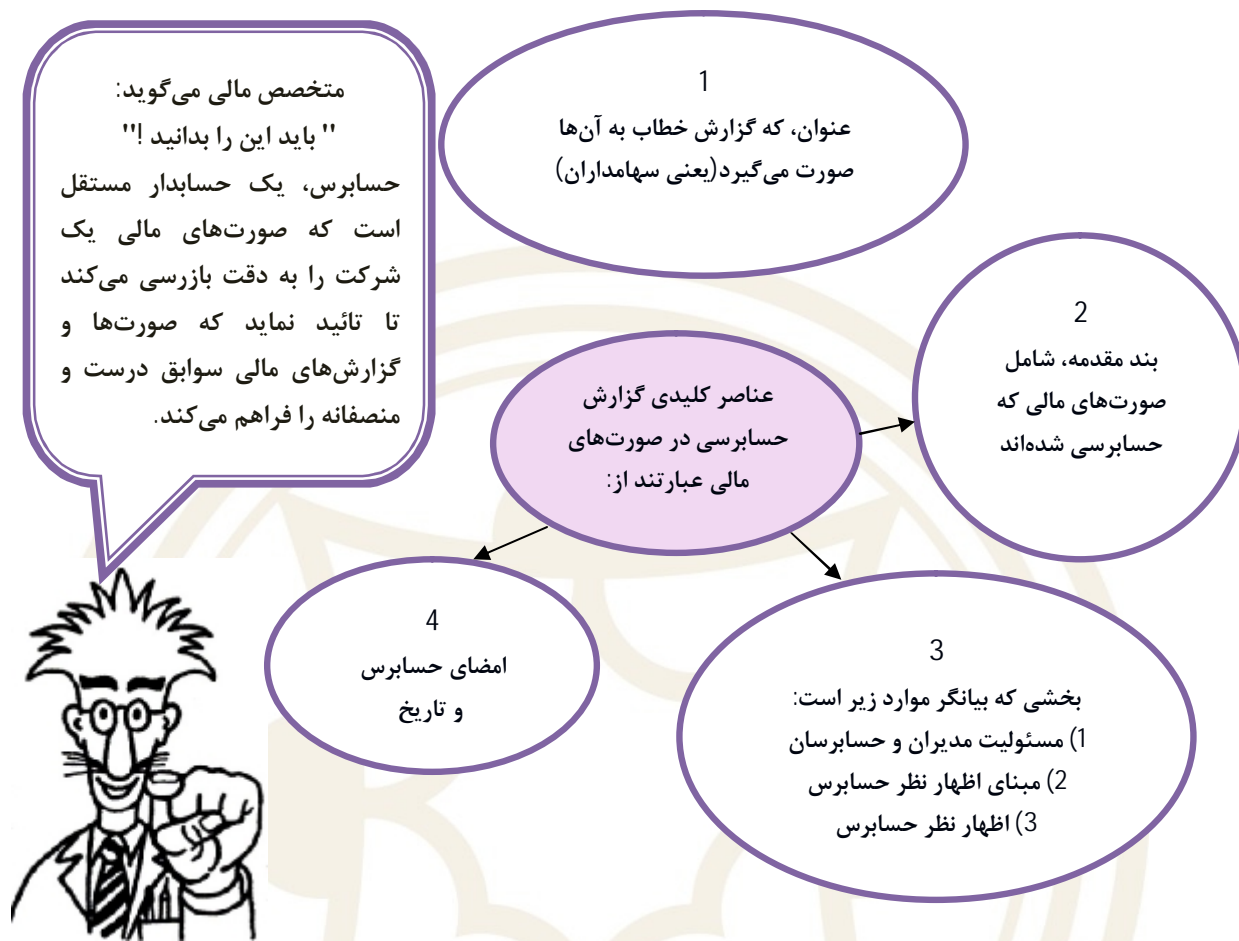 متخصص مالی می‌گوید:
'' باید این را بدانید !''
حسابرس، یک حسابدار مستقل
است که صورت‌های مالی یک
شرکت را به دقت بازرسی می‌کند
تا تائید نماید که صورت‌ها و
گزارش‌های مالی سوابق درست و
منصفانه را فراهم می‌کند.
1
عنوان، که گزارش خطاب به آن‌ها
صورت می‌گیرد(یعنی سهامداران)
2
بند مقدمه، شامل
صورت‌های مالی که
حسابرسی شده‌اند
عناصر کلیدی گزارش
حسابرسی در صورت‌های
مالی عبارتند از:
3
بخشی که بیانگر موارد زیر است:
1) مسئولیت مدیران و حسابرسان
2) مبنای اظهار نظر حسابرس
3) اظهار نظر حسابرس
4
امضای حسابرس
و تاریخ